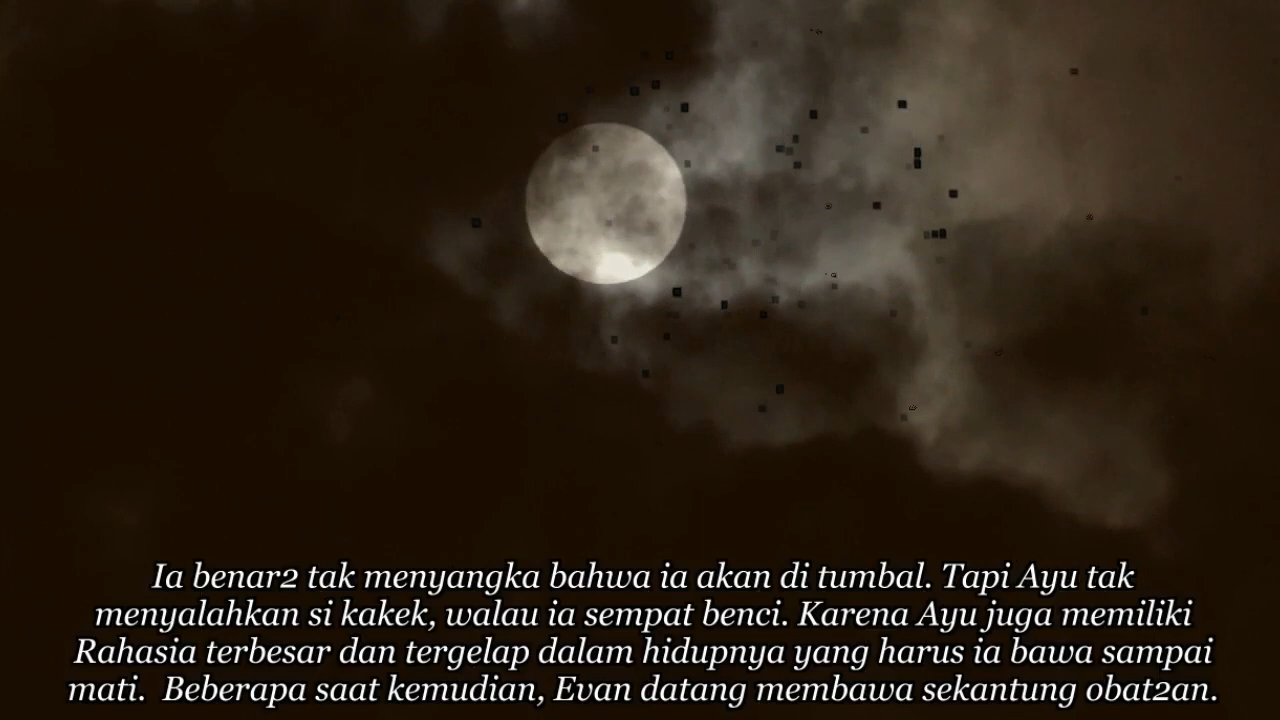 Ia benar2 tak menyangka bahwa ia akan di tumbal. Tapi Ayu tak
menyalahkan si kakek, walau ia sempat benci. Karena Ayu juga memiliki
Rahasia terbesar dan tergelap dalam hidupnya yang harus ia bawa sampai
mati.  Beberapa saat kemudian, Evan datang membawa sekantung obat2an.